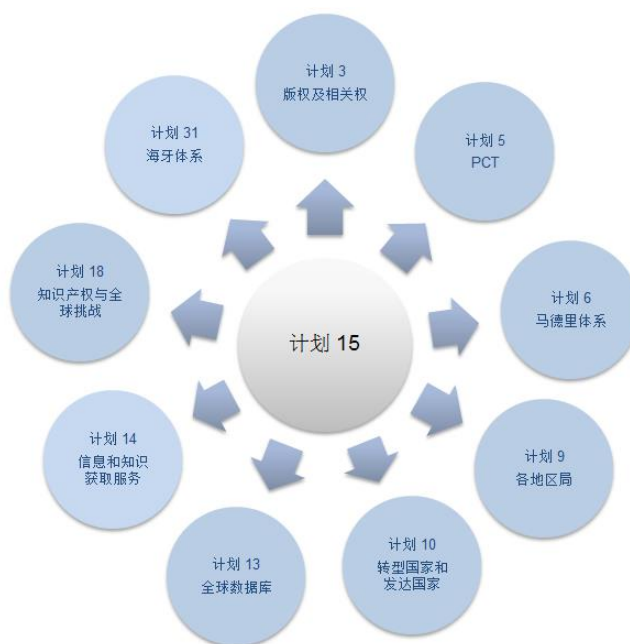 计划 3
版权及相关权
计划 5
PCT
计划 6
马德里体系
计划 9
各地区局
计划 10
转型国家和
发达国家
计划 13
全球数据库
计划 14
信息和知识
获取服务
计划 18
知识产权与全
球挑战
计划 31
海牙体系
计划 15